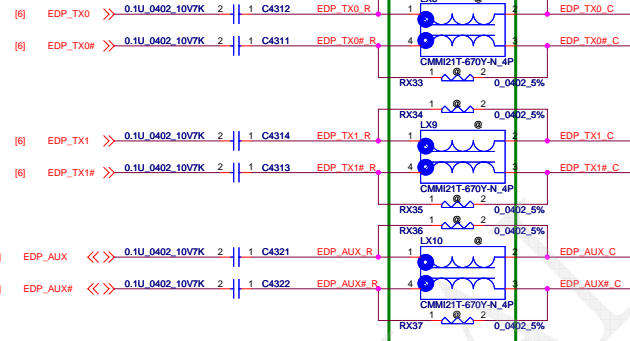 [6] EDP_TX0 0.1U_0402_10V7K 2 1 C4312 EDP_TX0_R 1 2 EDP_TX0_C
[6] EDP_TX0# 0.1U_0402_10V7K 2 1 C4311 EDP_TX0#_R 4 3 EDP_TX0#_C
CMMI21T-670Y-N_4P
RX33 1 @ 2 0_0402_5%
RX34 1 @ 2 0_0402_5%
LX9 @
[6] EDP_TX1 0.1U_0402_10V7K 2 1 C4314 EDP_TX1_R 1 2 EDP_TX1_C
[6] EDP_TX1# 0.1U_0402_10V7K 2 1 C4313 EDP_TX1#_R 4 3 EDP_TX1#_C
CMMI21T-670Y-N_4P
RX35 1 @ 2 0_0402_5%
RX36 1 @ 2 0_0402_5%
LX10 @
EDP_AUX 0.1U_0402_10V7K 2 1 C4321 EDP_AUX_R 1 2 EDP_AUX_C
EDP_AUX# 0.1U_0402_10V7K 2 1 C4322 EDP_AUX#_R 4 3 EDP_AUX#_C
CMMI21T-670Y-N_4P
RX37 1 @ 2 0_0402_5%